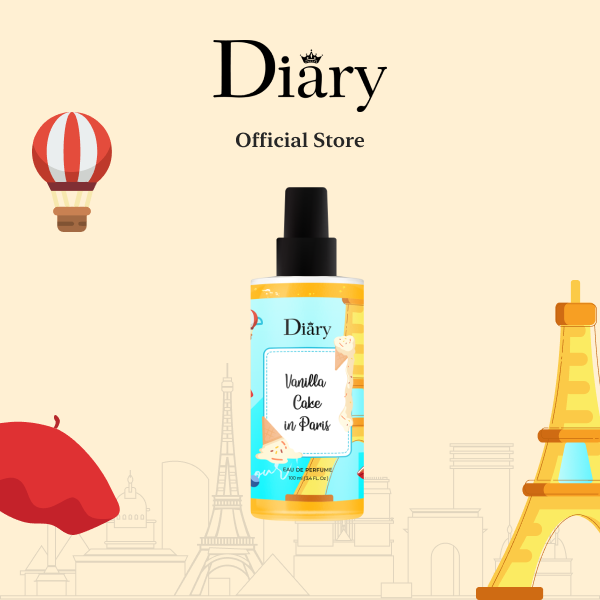 Diary
Official Store
Diary
Vanilla
Cake
in Paris
EAU DE PERFUME
100 ml (3,4 FL. Oz)